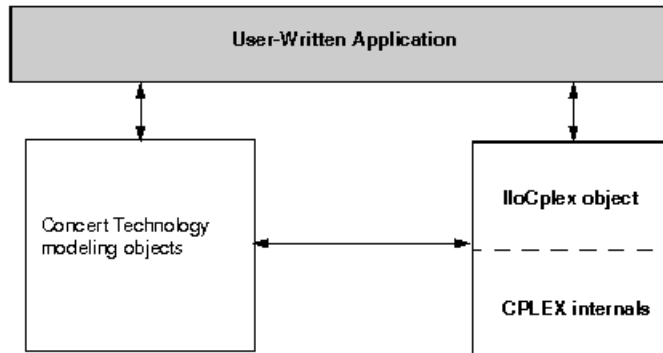 User-Written Application
IloCplex object
Concert Technology
modeling objects
CPLEX internals